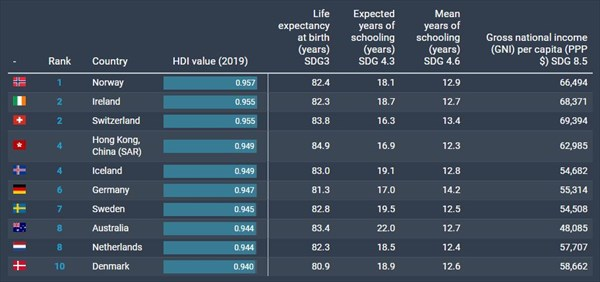 - Rank Country HDI value (2019) Life expectancy at birth (years) SDG3 Expected years of schooling (years) SDG 4.3 Mean years of schooling (years) SDG 4.6 Gross national income (GNI) per capita (PPP $) SDG 8.5
1 Norway 0.957 82.4 18.1 12.9 66,494
2 Ireland 0.955 82.3 18.7 12.7 68,371
2 Switzerland 0.955 83.8 16.3 13.4 69,394
4 Hong Kong, China (SAR) 0.949 84.9 16.9 12.3 62,985
4 Iceland 0.949 83.0 19.1 12.8 54,682
6 Germany 0.947 81.3 17.0 14.2 55,314
7 Sweden 0.945 82.8 19.5 12.5 54,508
8 Australia 0.944 83.4 22.0 12.7 48,085
8 Netherlands 0.944 82.3 18.5 12.4 57,707
10 Denmark 0.940 80.9 18.9 12.6 58,662